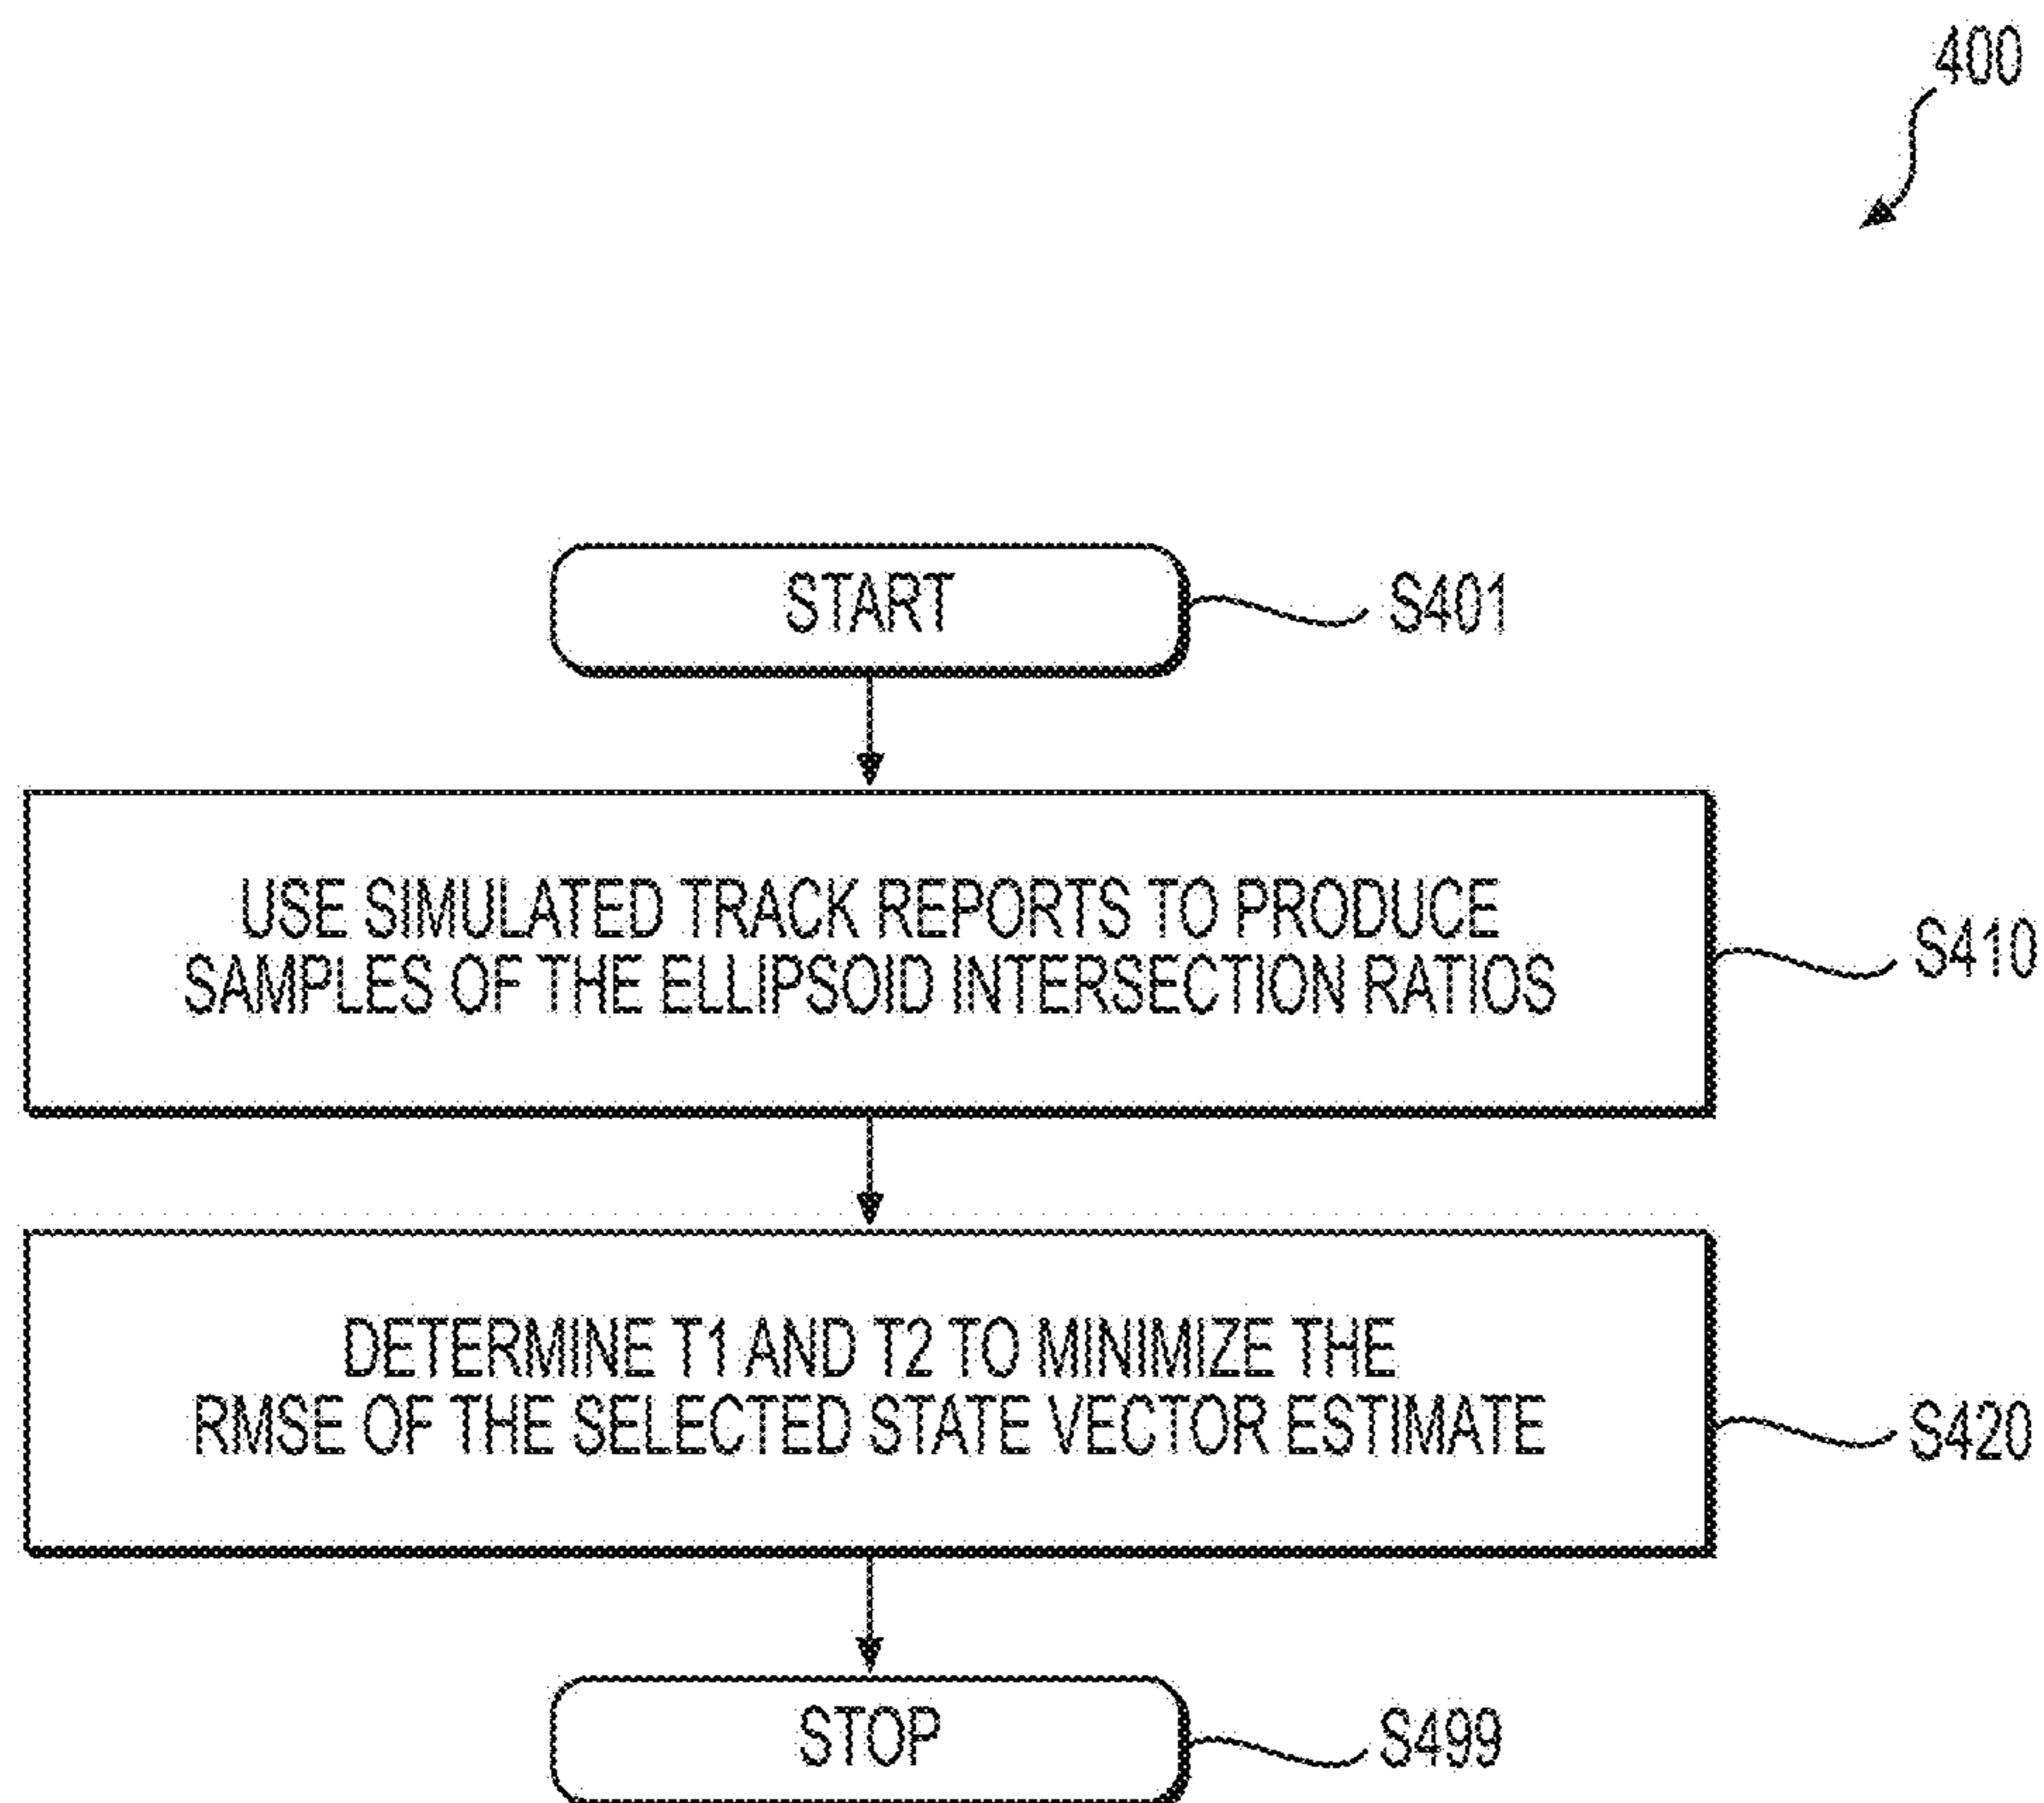 400
START
S401
USE SIMULATED TRACK REPORTS TO PRODUCE
SAMPLES OF THE ELLIPSOID INTERSECTION RATIOS
S410
DETERMINE T1 AND T2 TO MINIMIZE THE
RMSE OF THE SELECTED STATE VECTOR ESTIMATE
S420
STOP
S499